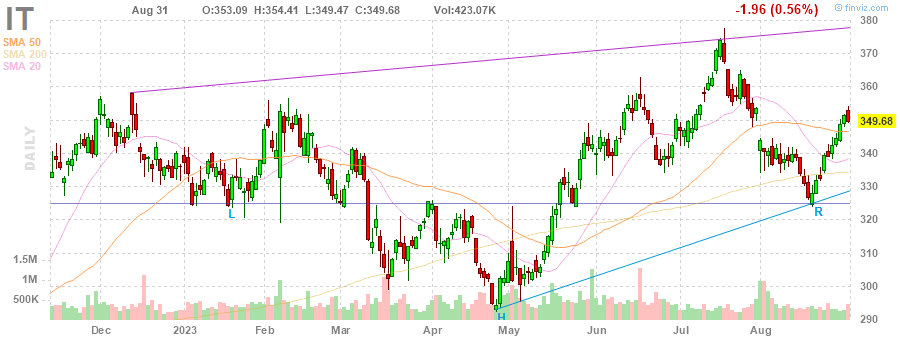 IT Aug 31 O:353.09 H:354.41 L:349.47 C:349.68 Vol:423.07K -1.96 (0.56%) finviz.com
SMA 50
SMA 200
SMA 20
DAILY
380
370
360
349.68
340
330
320
310
300
290
1.5M
1M
500K
L
R
H
Dec 2023 Feb Mar Apr May Jun Jul Aug